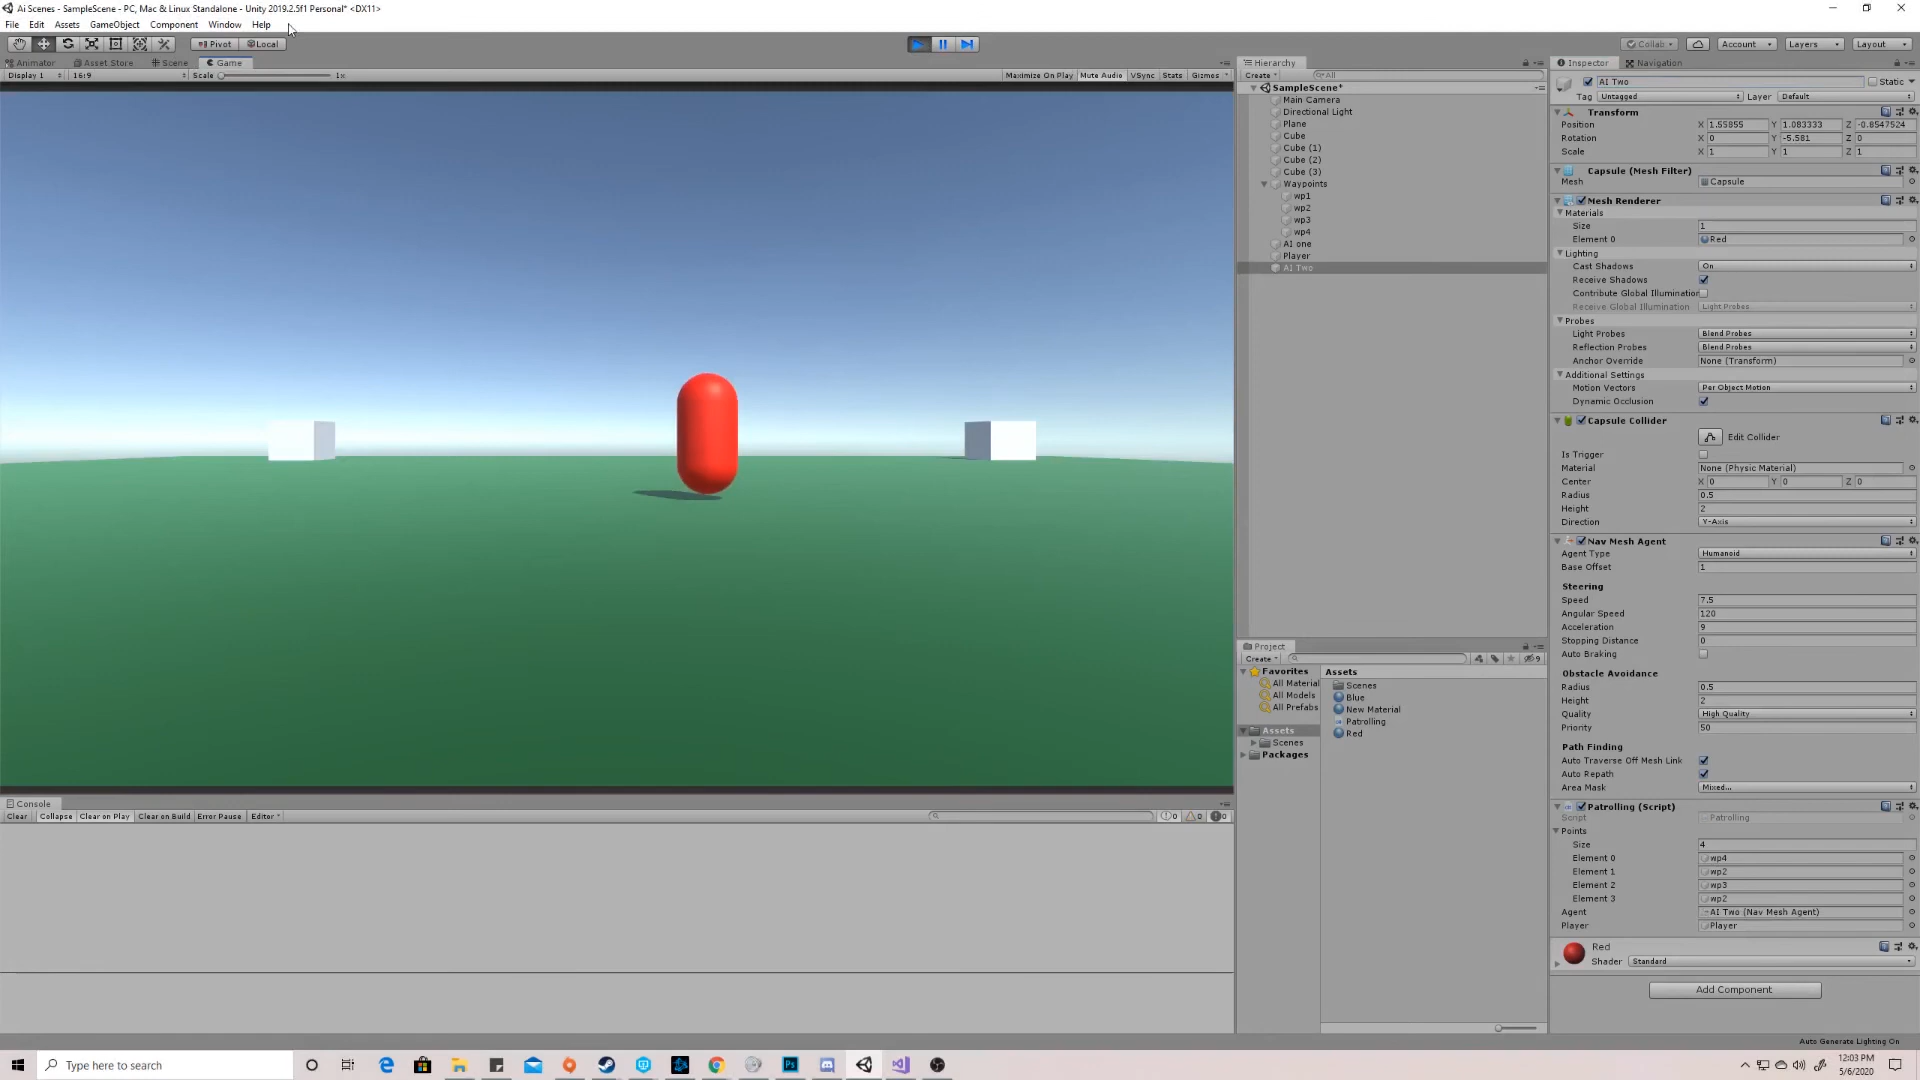 Ai Scenes - SampleScene - PC, Mac & Linux Standalone - Unity 2019.2.5f1 Personal* <DX11>
File Edit Assets GameObject Component Window Help
Pivot Local Collab Account Layers Layout
Animator Asset Store Scene Game
Display 1 16:9 Scale 1x Maximize On Play Mute Audio VSync Stats Gizmos
Hierarchy
Create All
SampleScene*
Main Camera
Directional Light
Plane
Cube
Cube (1)
Cube (2)
Cube (3)
Waypoints
wp1
wp2
wp3
wp4
AI one
Player
AI Two
Project
Create 9
Favorites
All Material
All Models
All Prefabs
Assets
Scenes
Packages
Assets
Scenes
Blue
New Material
Patrolling
Red
Console
Clear Collapse Clear on Play Clear on Build Error Pause Editor 0 0 0
Inspector Navigation
AI Two Static
Tag Untagged Layer Default
Transform
Position X 1.55855 Y 1.083333 Z -0.8547524
Rotation X 0 Y -5.581 Z 0
Scale X 1 Y 1 Z 1
Capsule (Mesh Filter)
Mesh Capsule
Mesh Renderer
Materials
Size 1
Element 0 Red
Lighting
Cast Shadows On
Receive Shadows
Contribute Global Illumination
Receive Global Illumination Light Probes
Probes
Light Probes Blend Probes
Reflection Probes Blend Probes
Anchor Override None (Transform)
Additional Settings
Motion Vectors Per Object Motion
Dynamic Occlusion
Capsule Collider
Edit Collider
Is Trigger
Material None (Physic Material)
Center X 0 Y 0 Z 0
Radius 0.5
Height 2
Direction Y-Axis
Nav Mesh Agent
Agent Type Humanoid
Base Offset 1
Steering
Speed 7.5
Angular Speed 120
Acceleration 9
Stopping Distance 0
Auto Braking
Obstacle Avoidance
Radius 0.5
Height 2
Quality High Quality
Priority 50
Path Finding
Auto Traverse Off Mesh Link
Auto Repath
Area Mask Mixed...
Patrolling (Script)
Script Patrolling
Points
Size 4
Element 0 wp4
Element 1 wp2
Element 2 wp3
Element 3 wp2
Agent AI Two (Nav Mesh Agent)
Player Player
Red
Shader Standard
Add Component
Auto Generate Lighting On
Type here to search
Ps
12:03 PM
5/6/2020